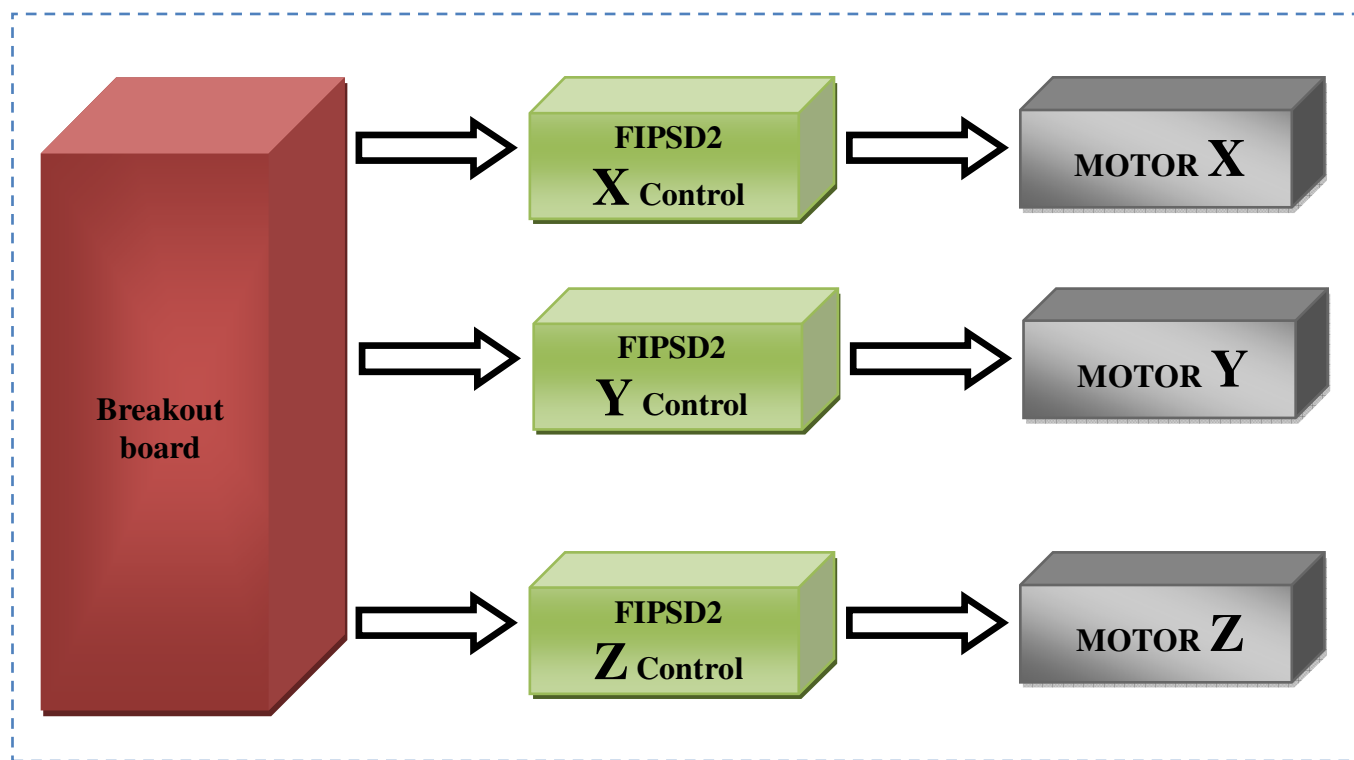 Breakout
board
FIPSD2
X Control
MOTOR X
FIPSD2
Y Control
MOTOR Y
FIPSD2
Z Control
MOTOR Z